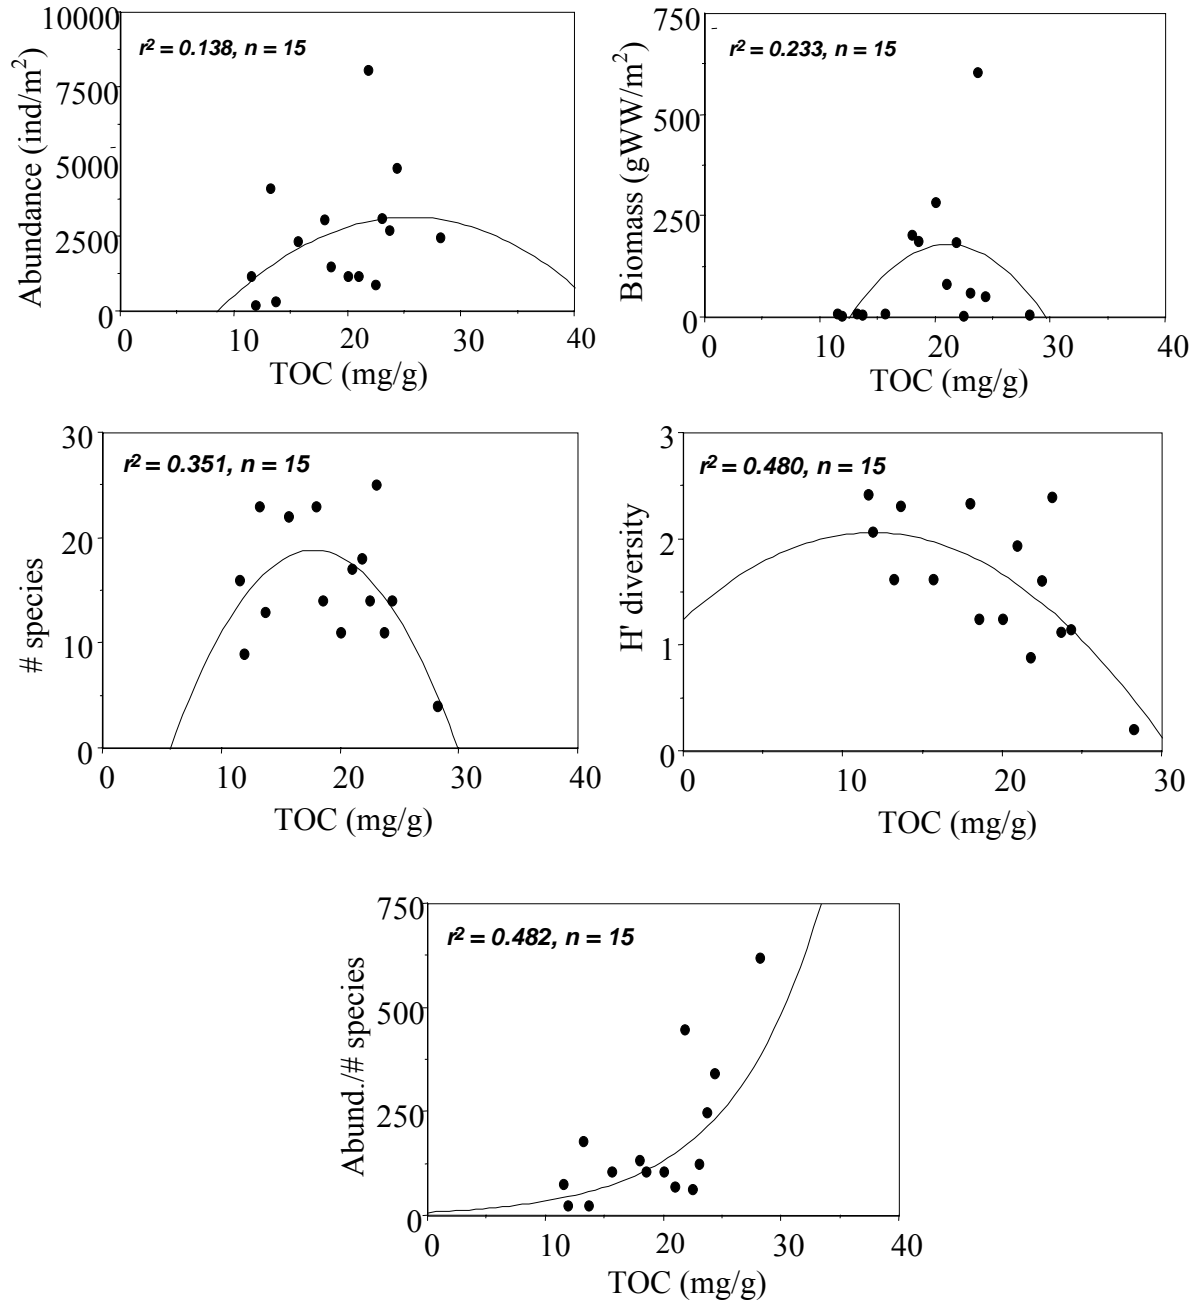 Abundance (ind/m²)
10000
7500
5000
2500
0
r² = 0.138, n = 15
0 10 20 30 40
TOC (mg/g)
Biomass (gWW/m²)
750
500
250
0
r² = 0.233, n = 15
0 10 20 30 40
TOC (mg/g)
# species
30
20
10
0
r² = 0.351, n = 15
0 10 20 30 40
TOC (mg/g)
H' diversity
3
2
1
0
r² = 0.480, n = 15
0 10 20 30
TOC (mg/g)
Abund./# species
750
500
250
0
r² = 0.482, n = 15
0 10 20 30 40
TOC (mg/g)